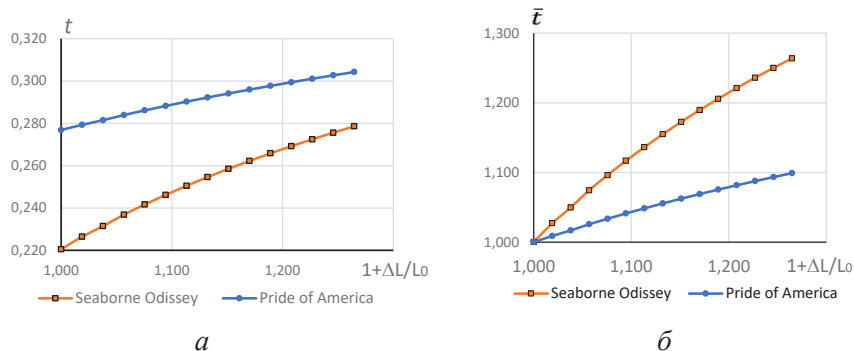 t
0,320
0,300
0,280
0,260
0,240
0,220
1,000 1,100 1,200 1+ΔL/L₀
Seaborne Odissey Pride of America
а
t̄
1,300
1,200
1,100
1,000
1,000 1,100 1,200 1+ΔL/L₀
Seaborne Odissey Pride of America
б